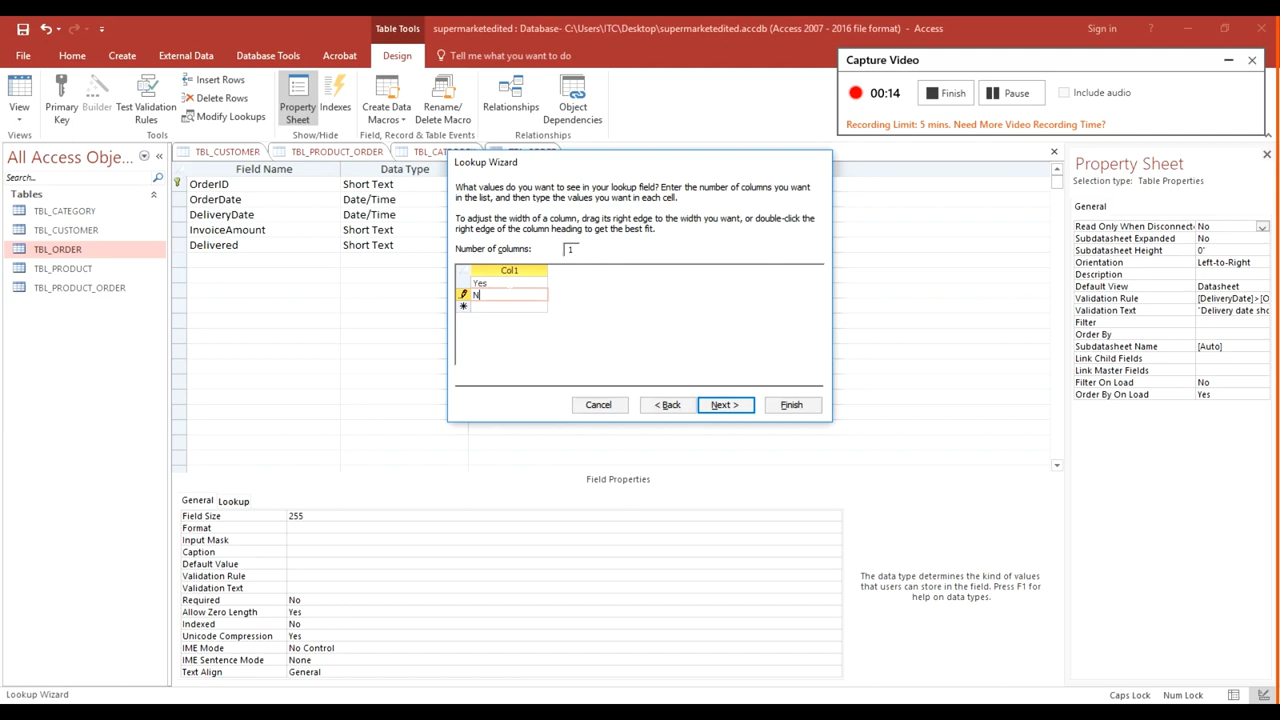 Table Tools
supermarketedited : Database- C:\USERS\ITC\Desktop\supermarketedited.accdb (Access 2007 - 2016 file format) - Access
Sign in
?
File
Home
Create
External Data
Database Tools
Acrobat
Design
Tell me what you want to do
View
Primary Key
Builder
Test Validation Rules
Insert Rows
Delete Rows
Modify Lookups
Property Sheet
Indexes
Create Data Macros
Rename/ Delete Macro
Relationships
Object Dependencies
Views
Tools
Show/Hide
Field, Record & Table Events
Relationships
Capture Video
00:14
Finish
Pause
Include audio
Recording Limit: 5 mins. Need More Video Recording Time?
All Access Obje...
Search...
Tables
TBL_CATEGORY
TBL_CUSTOMER
TBL_ORDER
TBL_PRODUCT
TBL_PRODUCT_ORDER
TBL_CUSTOMER
TBL_PRODUCT_ORDER
Field Name
Data Type
OrderID Short Text
OrderDate Date/Time
DeliveryDate Date/Time
InvoiceAmount Short Text
Delivered Short Text
Lookup Wizard
What values do you want to see in your lookup field? Enter the number of columns you want
in the list, and then type the values you want in each cell.
To adjust the width of a column, drag its right edge to the width you want, or double-click the
right edge of the column heading to get the best fit.
Number of columns: 1
Col1
Yes
N
Cancel
< Back
Next >
Finish
Property Sheet
Selection type: Table Properties
General
Read Only When Disconnect No
Subdatasheet Expanded No
Subdatasheet Height 0"
Orientation Left-to-Right
Description
Default View Datasheet
Validation Rule [DeliveryDate]>[O
Validation Text "Delivery date sho
Filter
Order By
Subdatasheet Name [Auto]
Link Child Fields
Link Master Fields
Filter On Load No
Order By On Load Yes
Field Properties
General Lookup
Field Size 255
Format
Input Mask
Caption
Default Value
Validation Rule
Validation Text
Required No
Allow Zero Length Yes
Indexed No
Unicode Compression Yes
IME Mode No Control
IME Sentence Mode None
Text Align General
The data type determines the kind of values
that users can store in the field. Press F1 for
help on data types.
Lookup Wizard
Caps Lock
Num Lock